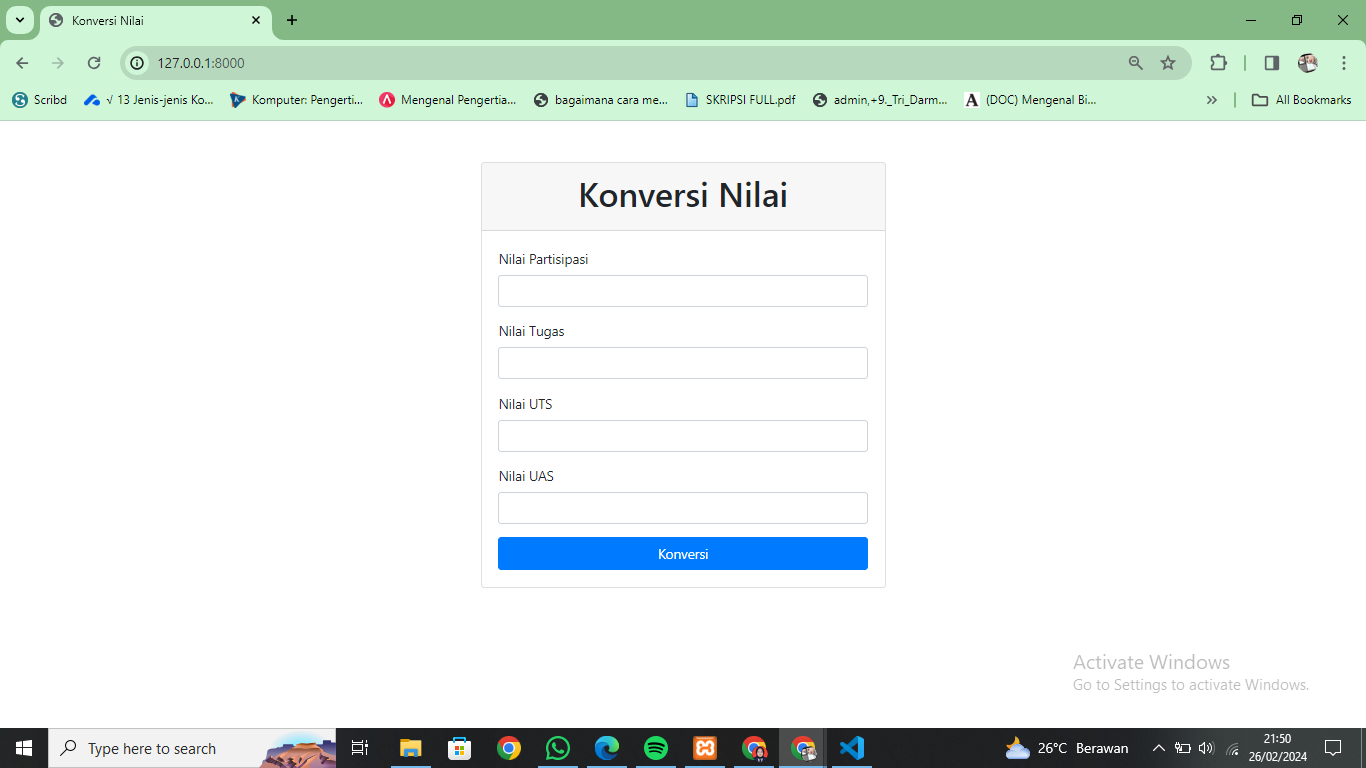 Konversi Nilai
127.0.0.1:8000
Scribd
√ 13 Jenis-jenis Ko...
Komputer: Pengerti...
Mengenal Pengertia...
bagaimana cara me...
SKRIPSI FULL.pdf
admin,+9._Tri_Darm...
A
(DOC) Mengenal Bi...
All Bookmarks
Konversi Nilai
Nilai Partisipasi
Nilai Tugas
Nilai UTS
Nilai UAS
Konversi
Activate Windows
Go to Settings to activate Windows.
Type here to search
26°C Berawan
21:50
26/02/2024